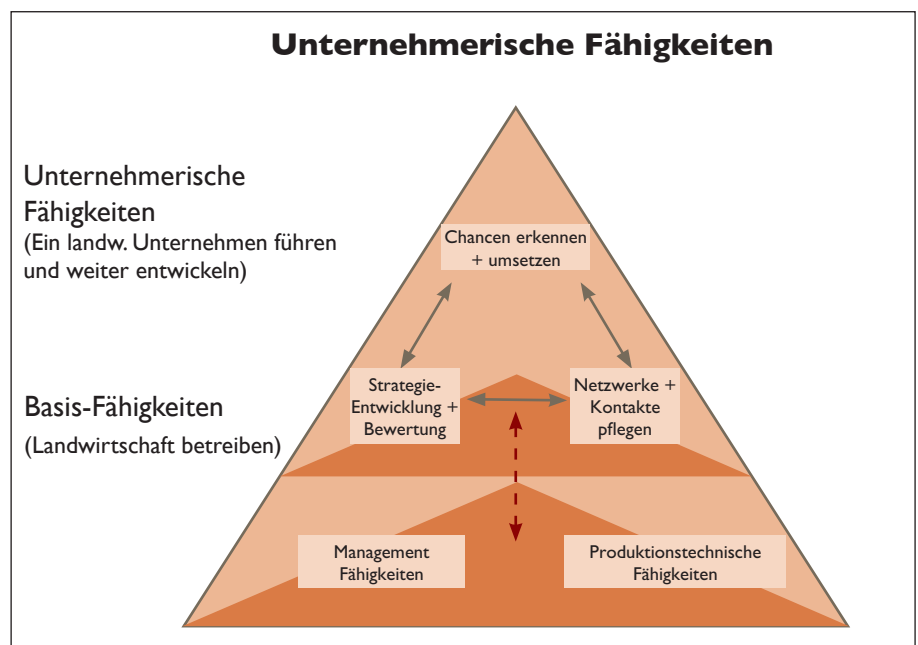 Unternehmerische Fähigkeiten
Unternehmerische
Fähigkeiten
(Ein landw. Unternehmen führen
und weiter entwickeln)
Chancen erkennen
+ umsetzen
Basis-Fähigkeiten
(Landwirtschaft betreiben)
Strategie-
Entwicklung +
Bewertung
Netzwerke +
Kontakte
pflegen
Management
Fähigkeiten
Produktionstechnische
Fähigkeiten